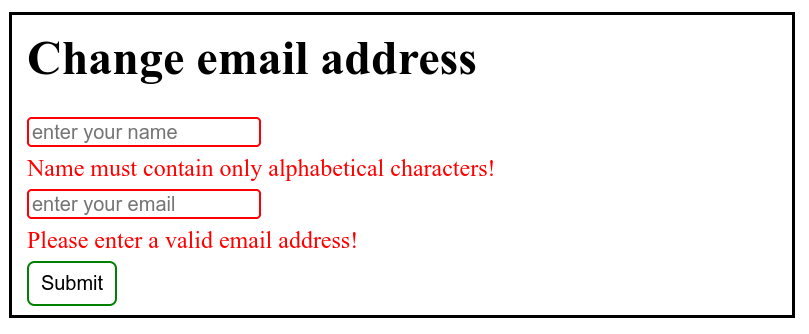 Change email address
enter your name
Name must contain only alphabetical characters!
enter your email
Please enter a valid email address!
Submit